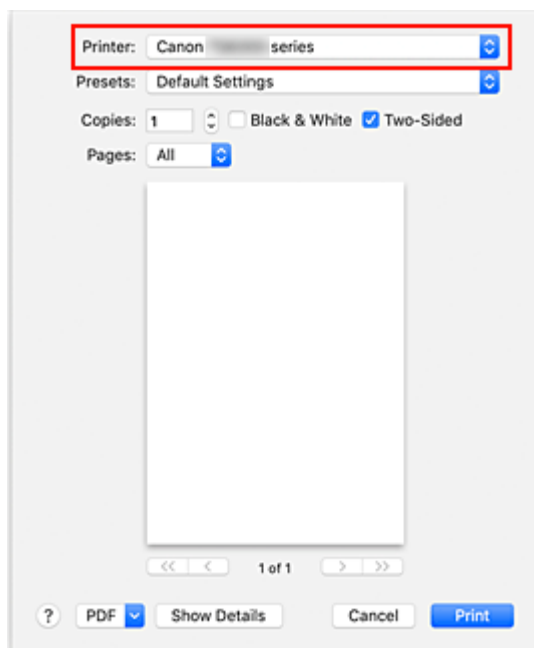 Printer: Canon series
Presets: Default Settings
Copies: 1 Black & White Two-Sided
Pages: All
<< < 1 of 1 > >>
? PDF Show Details Cancel Print